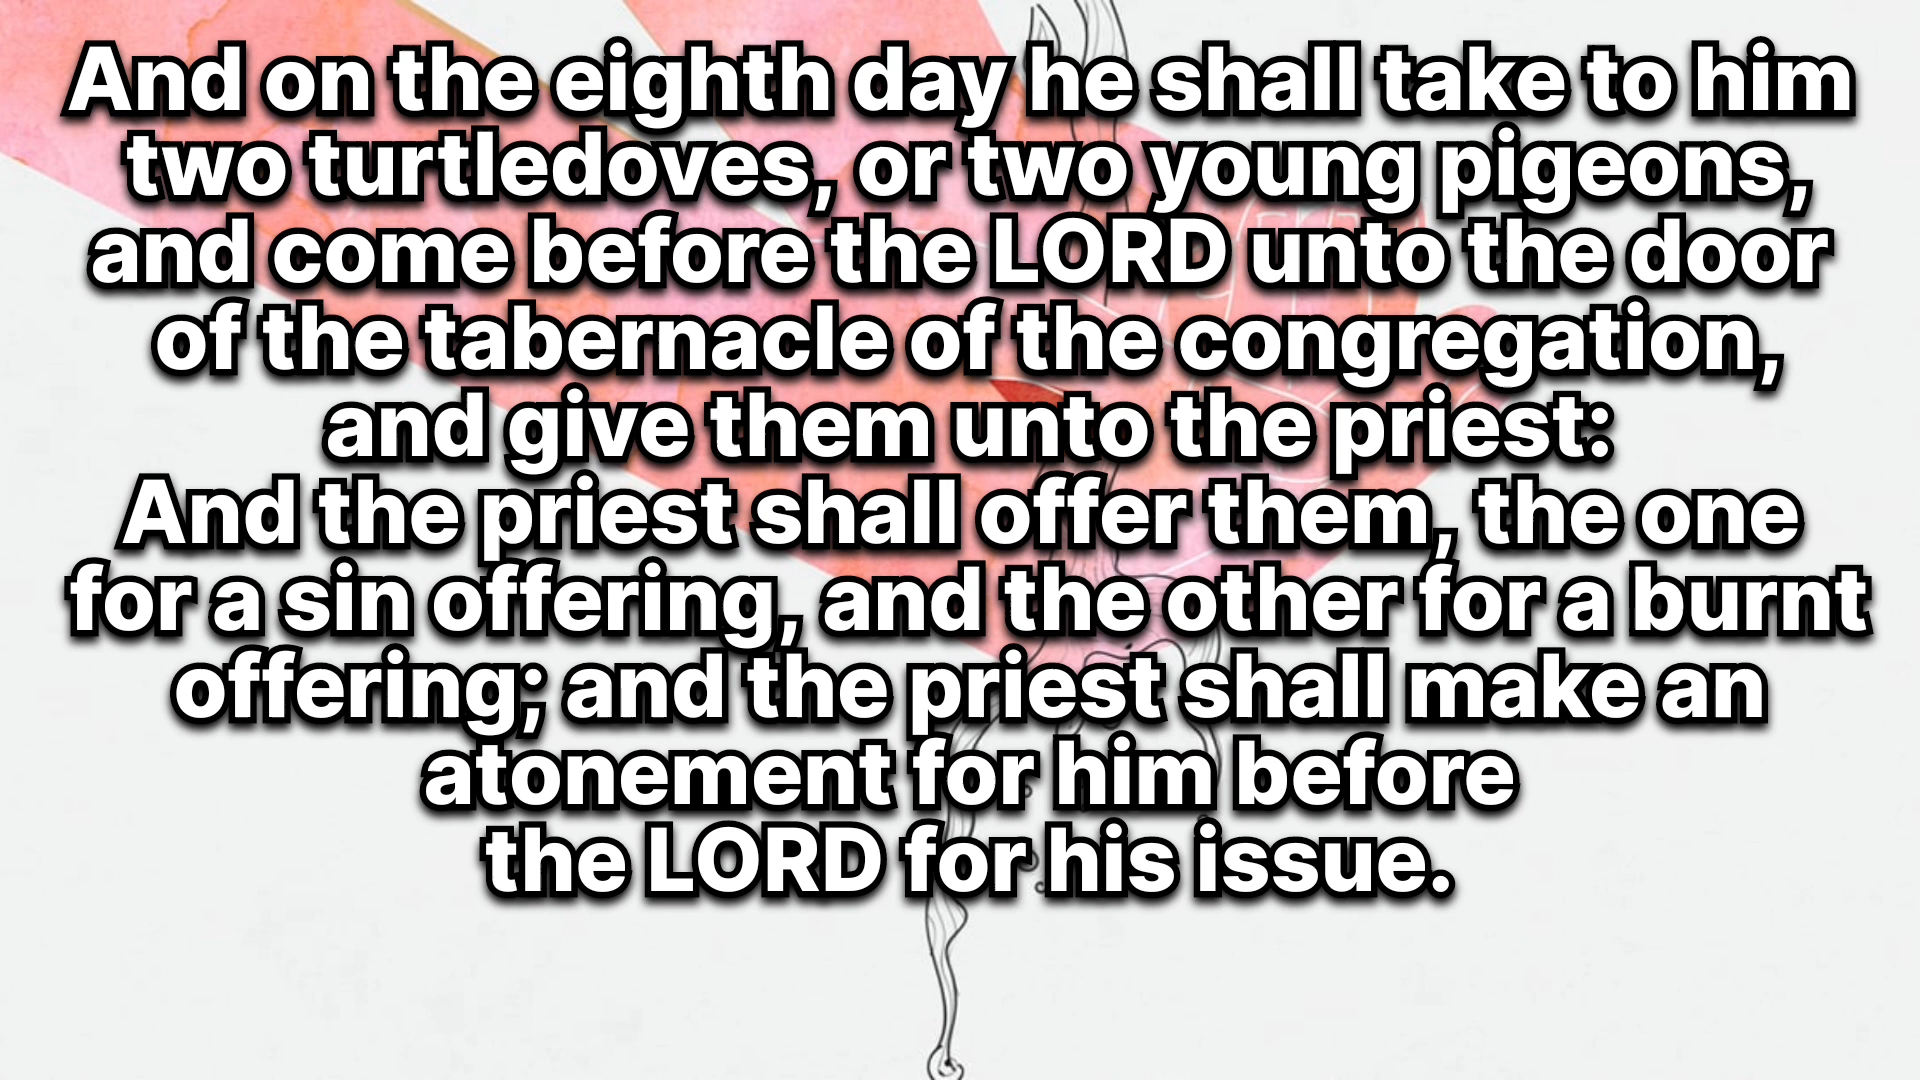 And on the eighth day he shall take to him
two turtledoves, or two young pigeons,
and come before the LORD unto the door
of the tabernacle of the congregation,
and give them unto the priest:
And the priest shall offer them, the one
for a sin offering, and the other for a burnt
offering; and the priest shall make an
atonement for him before
the LORD for his issue.